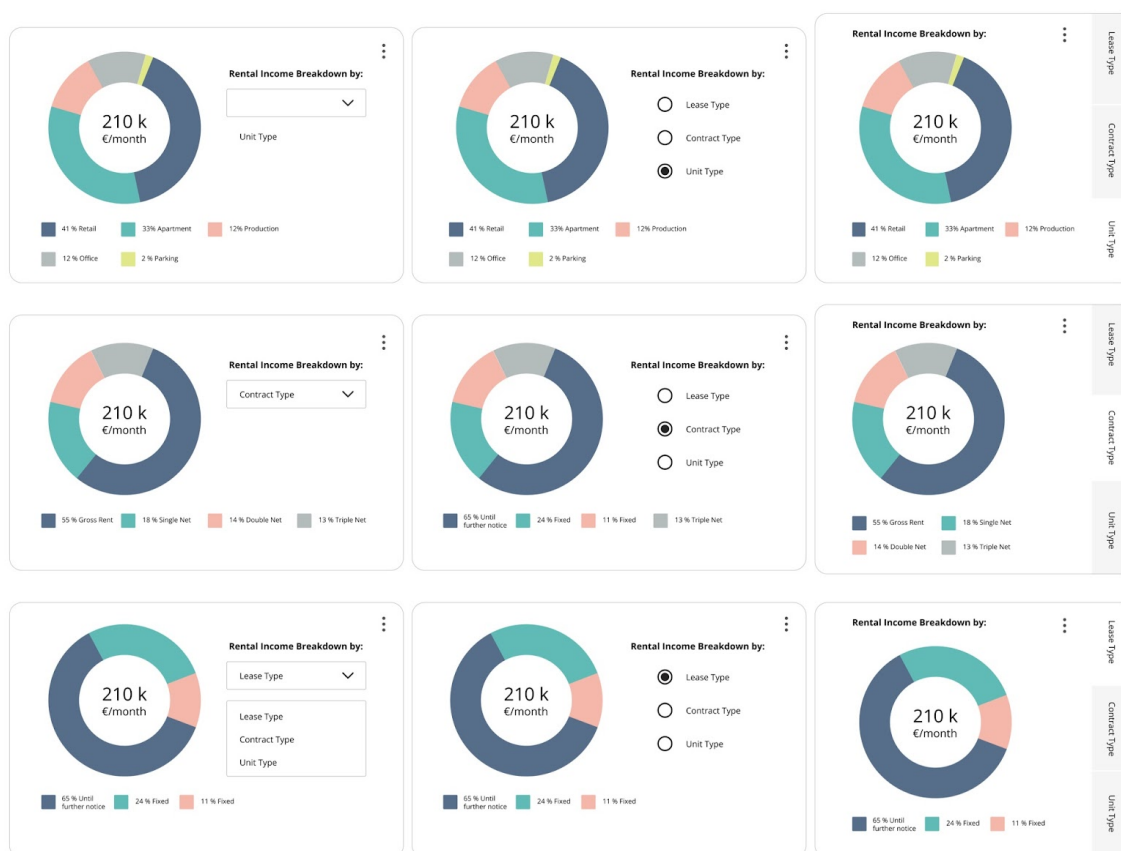 Rental Income Breakdown by:
Unit Type
210 k
€/month
41 % Retail
33% Apartment
12% Production
12 % Office
2 % Parking
Rental Income Breakdown by:
Lease Type
Contract Type
Unit Type
210 k
€/month
41 % Retail
33% Apartment
12% Production
12 % Office
2 % Parking
Rental Income Breakdown by:
Lease Type
Contract Type
Unit Type
210 k
€/month
41 % Retail
33% Apartment
12% Production
12 % Office
2 % Parking
Rental Income Breakdown by:
Contract Type
210 k
€/month
55 % Gross Rent
18 % Single Net
14 % Double Net
13 % Triple Net
Rental Income Breakdown by:
Lease Type
Contract Type
Unit Type
210 k
€/month
65 % Until
further notice
24 % Fixed
11 % Fixed
13 % Triple Net
Rental Income Breakdown by:
Lease Type
Contract Type
Unit Type
210 k
€/month
55 % Gross Rent
18 % Single Net
14 % Double Net
13 % Triple Net
Rental Income Breakdown by:
Lease Type
Lease Type
Contract Type
Unit Type
210 k
€/month
65 % Until
further notice
24 % Fixed
11 % Fixed
Rental Income Breakdown by:
Lease Type
Contract Type
Unit Type
210 k
€/month
65 % Until
further notice
24 % Fixed
11 % Fixed
Rental Income Breakdown by:
Lease Type
Contract Type
Unit Type
210 k
€/month
65 % Until
further notice
24 % Fixed
11 % Fixed